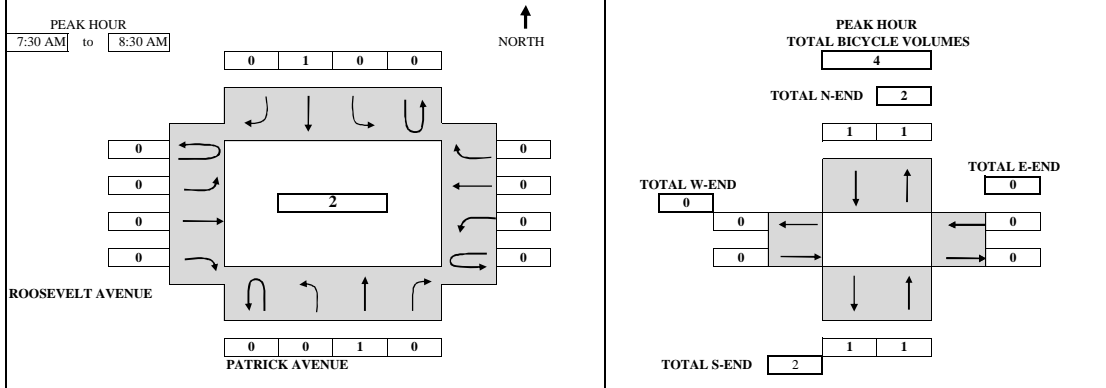 PEAK HOUR
7:30 AM to 8:30 AM
NORTH
0 1 0 0
0
0
0
0
2
0
0
0
0
ROOSEVELT AVENUE
0 0 1 0
PATRICK AVENUE
PEAK HOUR
TOTAL BICYCLE VOLUMES
4
TOTAL N-END 2
1 1
TOTAL W-END
0
TOTAL E-END
0
0
0
0
0
1 1
TOTAL S-END 2